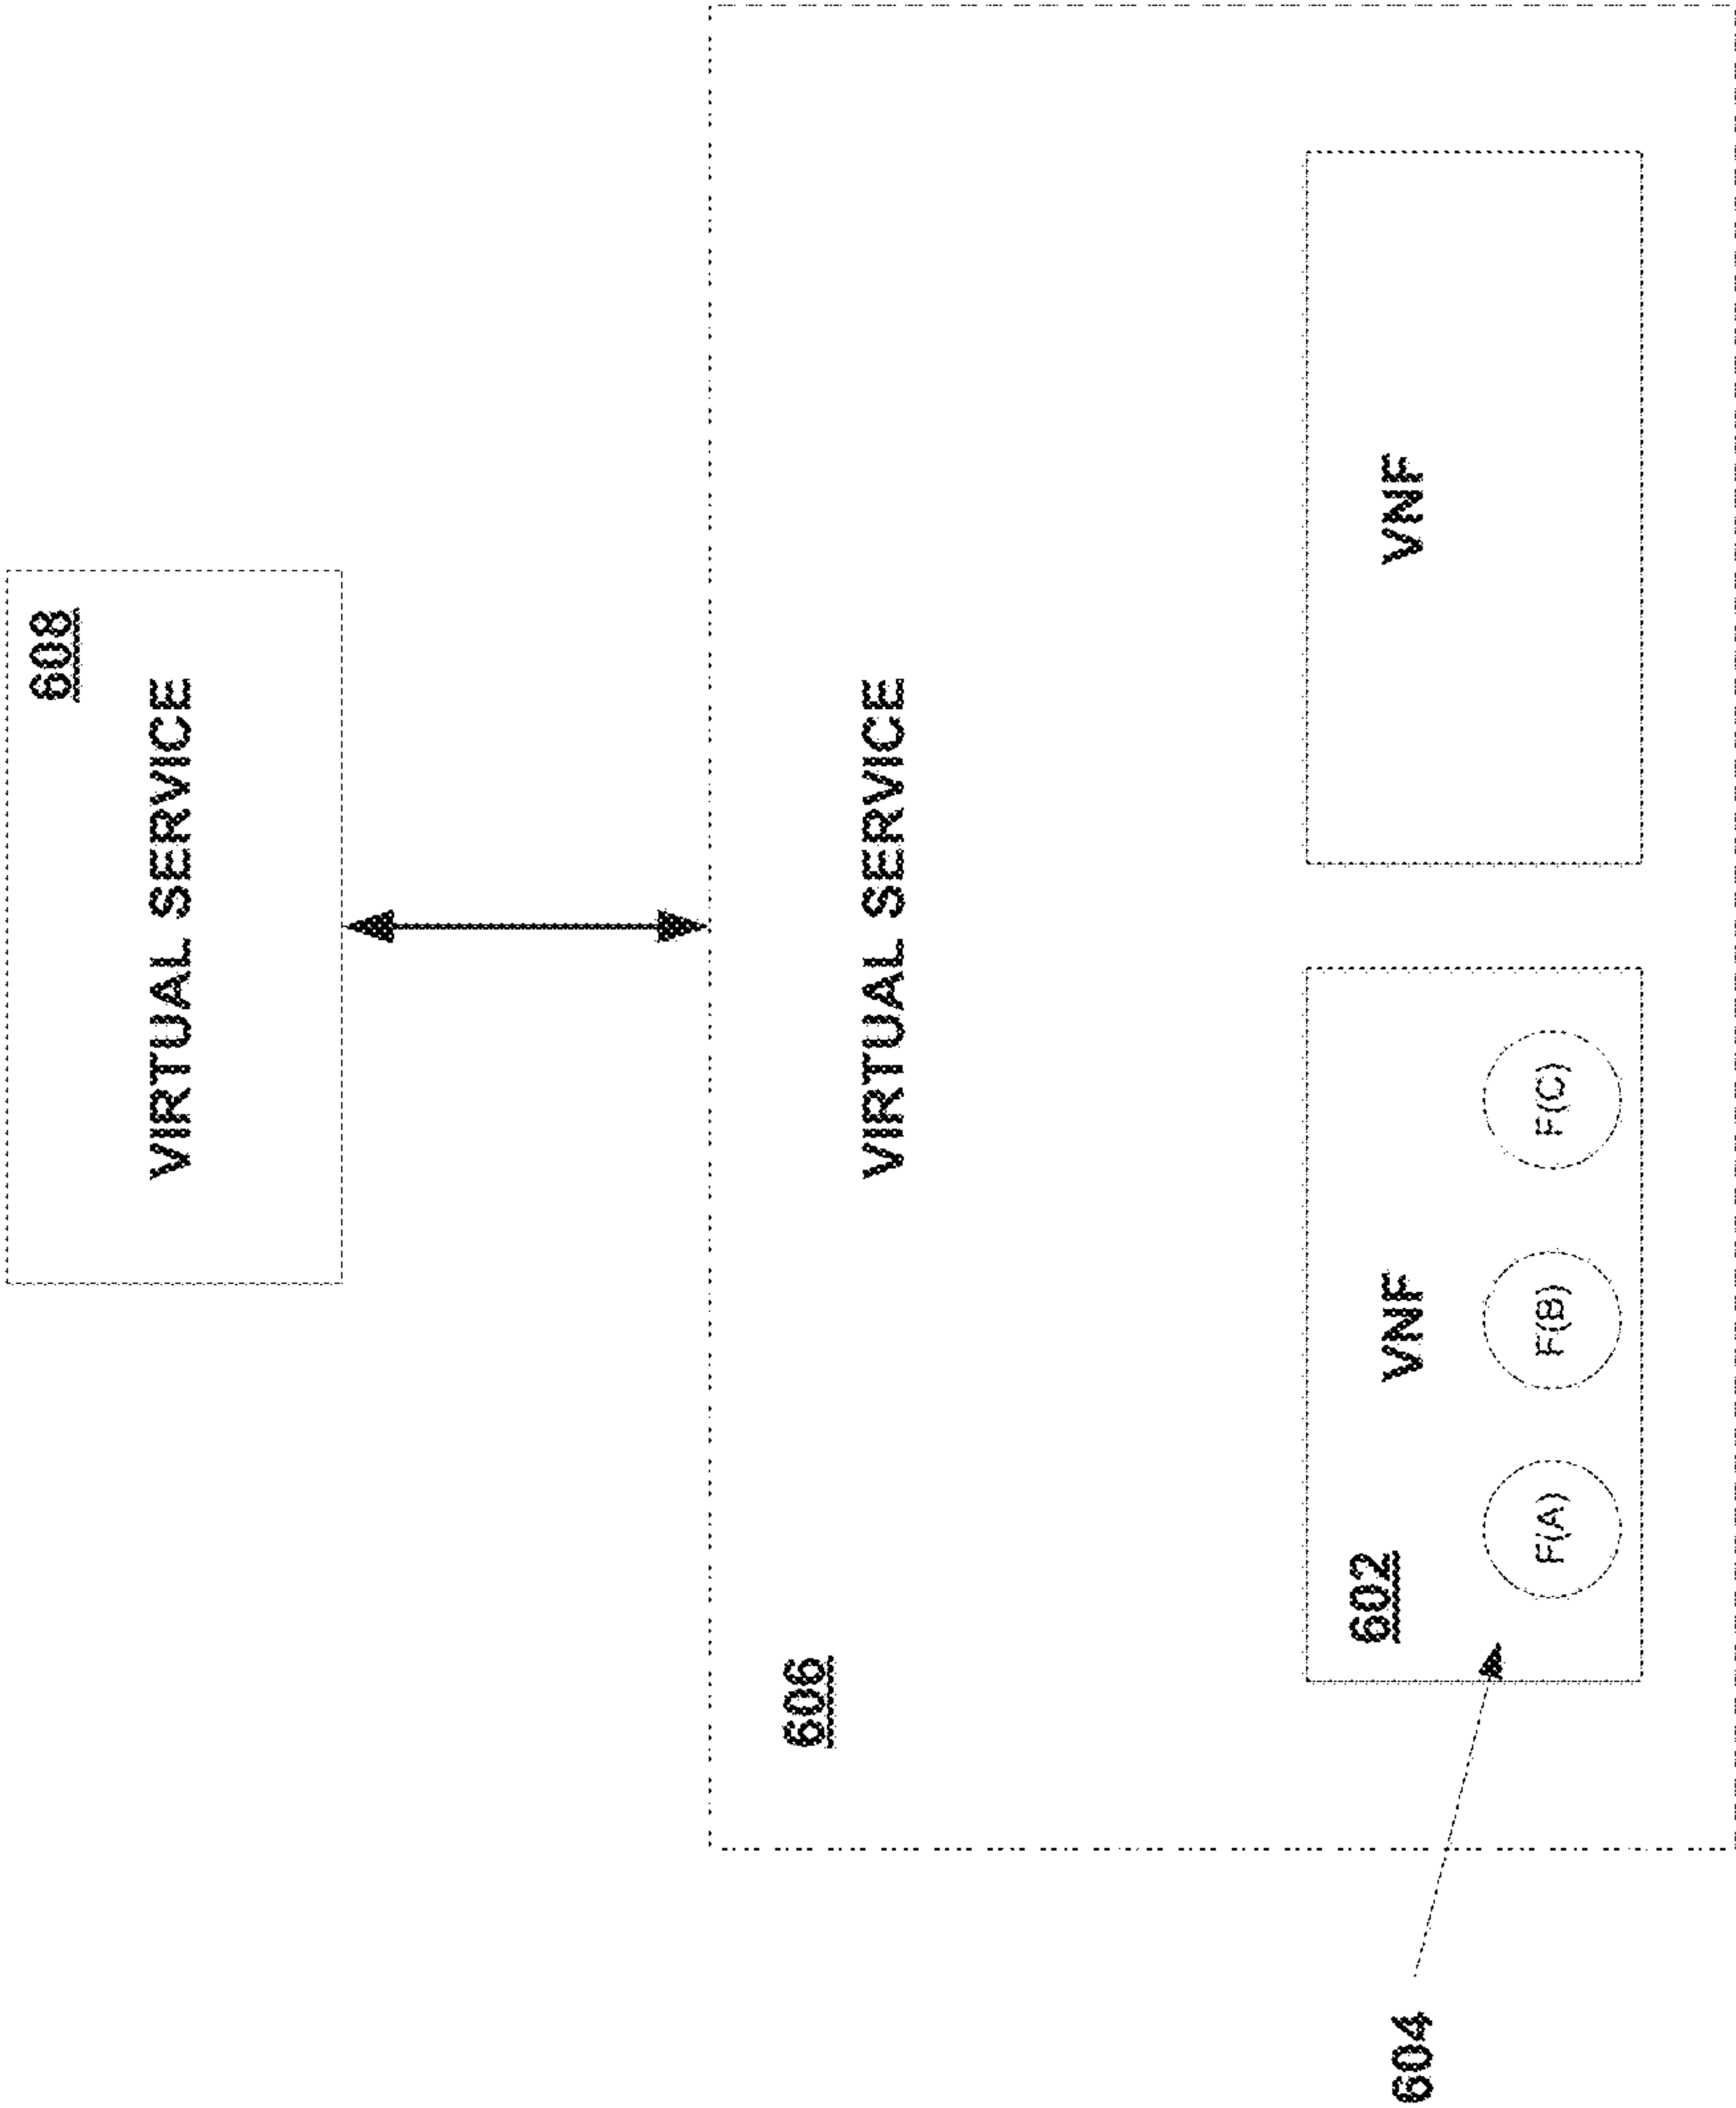 608
VIRTUAL SERVICE
606
VIRTUAL SERVICE
602
VNF
VNF
F(A)
F(B)
F(C)
604